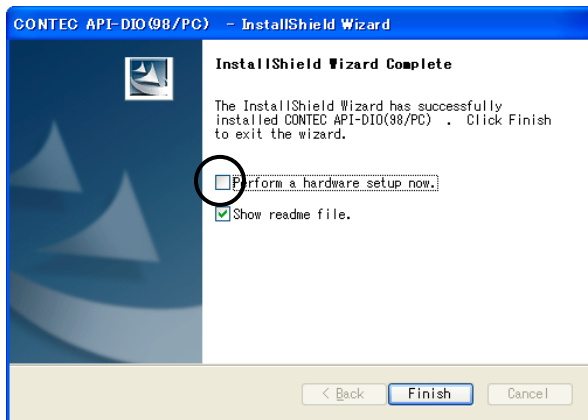 CONTEC API-DIO(98/PC) - InstallShield Wizard
InstallShield Wizard Complete
The InstallShield Wizard has successfully
installed CONTEC API-DIO(98/PC) . Click Finish
to exit the wizard.
Perform a hardware setup now.
Show readme file.
< Back
Finish
Cancel